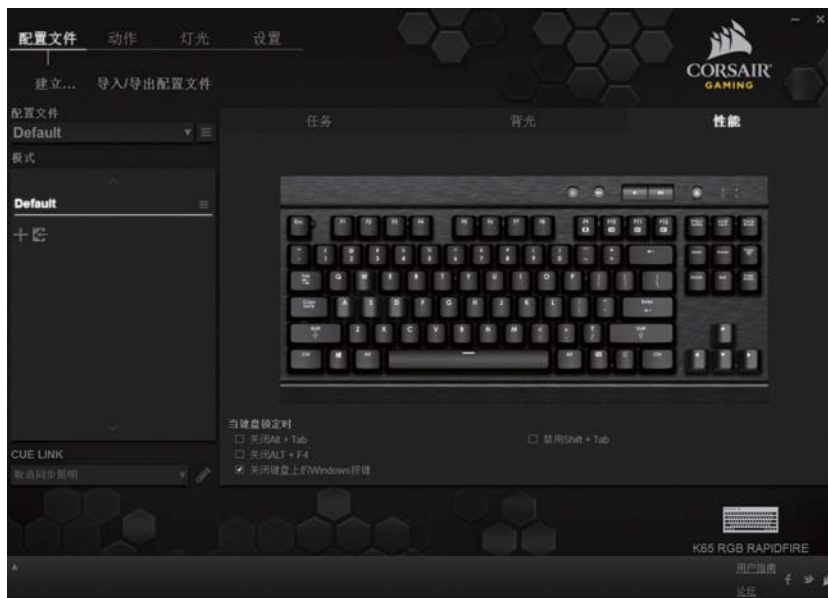 配置文件 动作 灯光 设置
建立... 导入/导出配置文件
CORSAIR
GAMING
配置文件
Default
模式
Default
任务 背光 性能
当键盘锁定时
关闭Alt + Tab 禁用Shift + Tab
关闭ALT + F4
关闭键盘上的Windows按键
CUE LINK
取消同步照明
K65 RGB RAPIDFIRE
用户指南
论坛